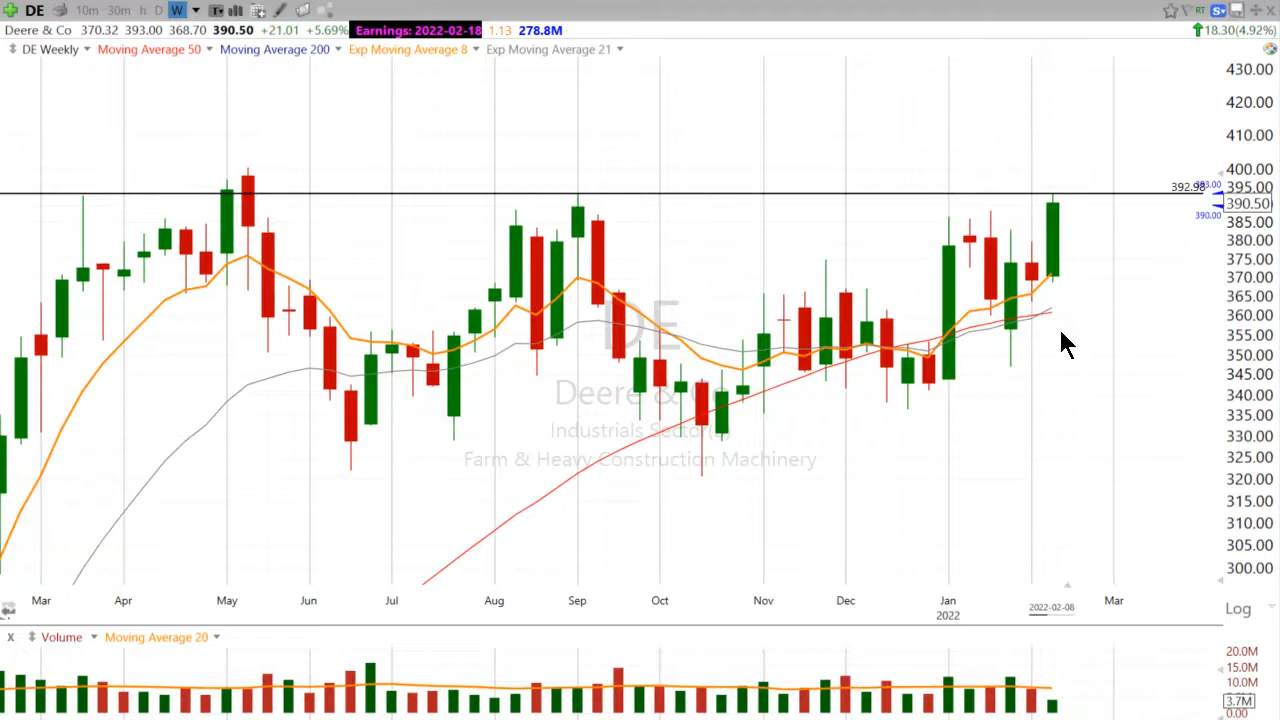 DE 10m 30m h D W T RT S
Deere & Co 370.32 393.00 368.70 390.50 +21.01 +5.69% Earnings: 2022-02-18 1.13 278.8M 18.30(4.92%)
DE Weekly Moving Average 50 Moving Average 200 Exp Moving Average 8 Exp Moving Average 21
430.00
420.00
410.00
400.00
392.98 393.00 395.00
390.50
390.00
385.00
380.00
375.00
370.00
365.00
360.00
355.00
350.00
345.00
340.00
335.00
330.00
325.00
320.00
315.00
310.00
305.00
300.00
DE
Deere & Co
Industrials Sector
Farm & Heavy Construction Machinery
Mar Apr May Jun Jul Aug Sep Oct Nov Dec Jan 2022-02-08 Mar
2022
Log
X Volume Moving Average 20
20.0M
15.0M
10.0M
3.7M
0.00